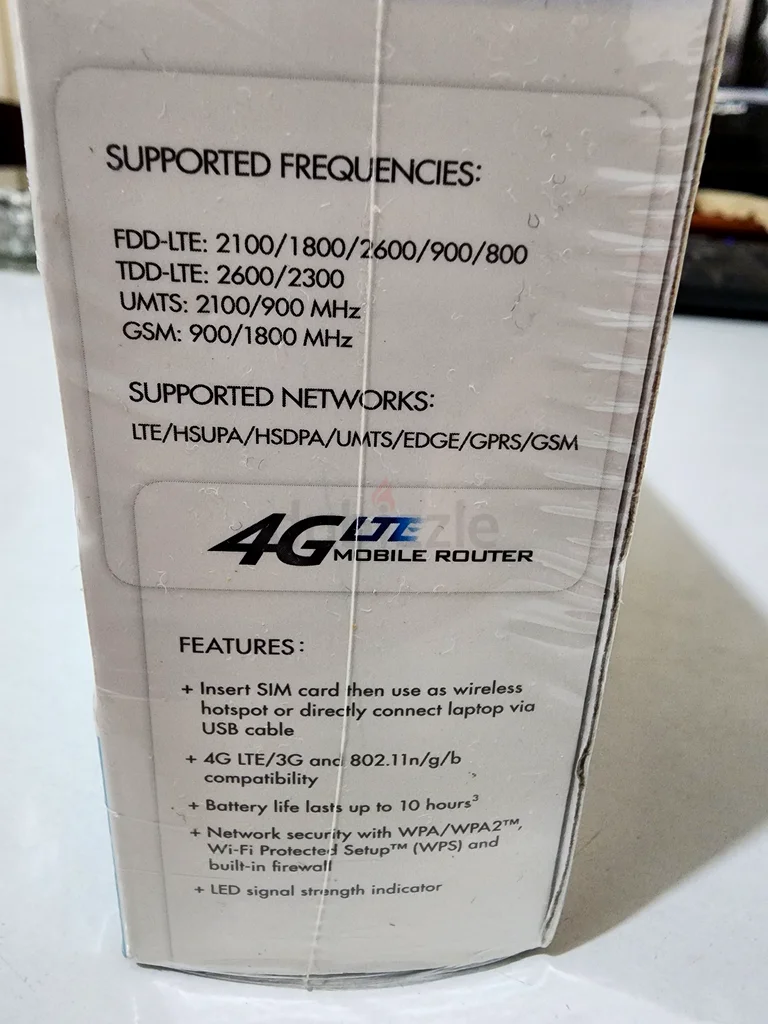 SUPPORTED FREQUENCIES:
FDD-LTE: 2100/1800/2600/900/800
TDD-LTE: 2600/2300
UMTS: 2100/900 MHz
GSM: 900/1800 MHz
SUPPORTED NETWORKS:
LTE/HSUPA/HSDPA/UMTS/EDGE/GPRS/GSM
4G LTE
MOBILE ROUTER
FEATURES:
+ Insert SIM card then use as wireless
hotspot or directly connect laptop via
USB cable
+ 4G LTE/3G and 802.11n/g/b
compatibility
+ Battery life lasts up to 10 hours³
+ Network security with WPA/WPA2™,
Wi-Fi Protected Setup™ (WPS) and
built-in firewall
+ LED signal strength indicator